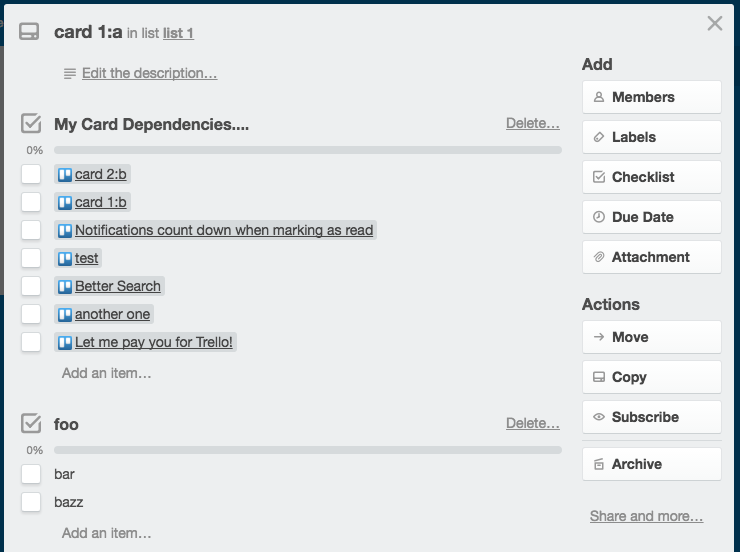 card 1:a in list list 1
Edit the description…
My Card Dependencies.... Delete…
0%
card 2:b
card 1:b
Notifications count down when marking as read
test
Better Search
another one
Let me pay you for Trello!
Add an item…
foo Delete…
0%
bar
bazz
Add an item…
Add
Members
Labels
Checklist
Due Date
Attachment
Actions
Move
Copy
Subscribe
Archive
Share and more…